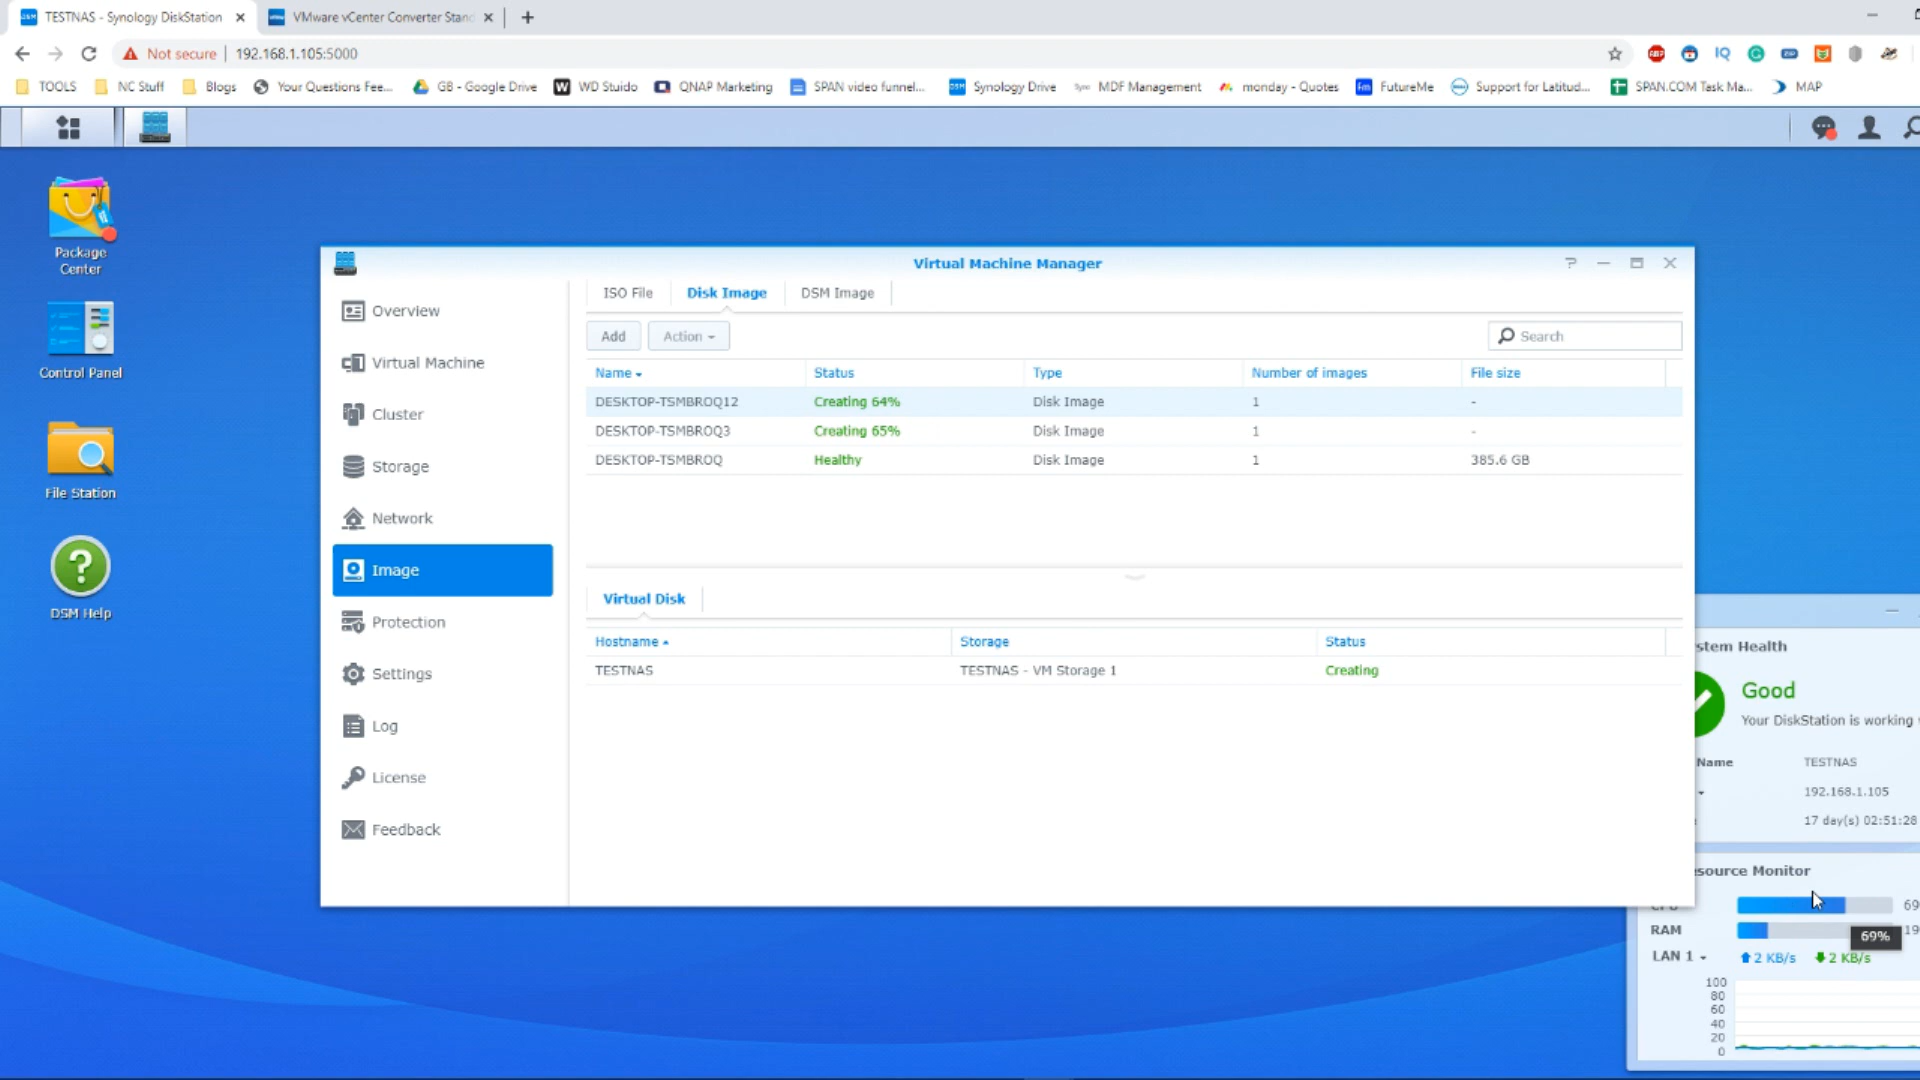 TESTNAS - Synology DiskStation
VMware vCenter Converter Stand
Not secure | 192.168.1.105:5000
ABP
IQ
TOOLS
NC Stuff
Blogs
Your Questions Fee...
GB - Google Drive
W WD Stuido
QNAP Marketing
SPAN video funnel...
DSM Synology Drive
MDF Management
monday - Quotes
fm FutureMe
Support for Latitud...
SPAN.COM Task Ma...
MAP
Package
Center
Control Panel
File Station
DSM Help
Virtual Machine Manager
?
Overview
Virtual Machine
Cluster
Storage
Network
Image
Protection
Settings
Log
License
Feedback
ISO File
Disk Image
DSM Image
Add
Action
Search
Name Status Type Number of images File size
DESKTOP-TSMBROQ12 Creating 64% Disk Image 1 -
DESKTOP-TSMBROQ3 Creating 65% Disk Image 1 -
DESKTOP-TSMBROQ Healthy Disk Image 1 385.6 GB
Virtual Disk
Hostname Storage Status
TESTNAS TESTNAS - VM Storage 1 Creating
stem Health
Good
Your DiskStation is working
Name TESTNAS
192.168.1.105
17 day(s) 02:51:28
source Monitor
CPU 69
RAM 19
69%
LAN 1 2 KB/s 2 KB/s
100
80
60
40
20
0